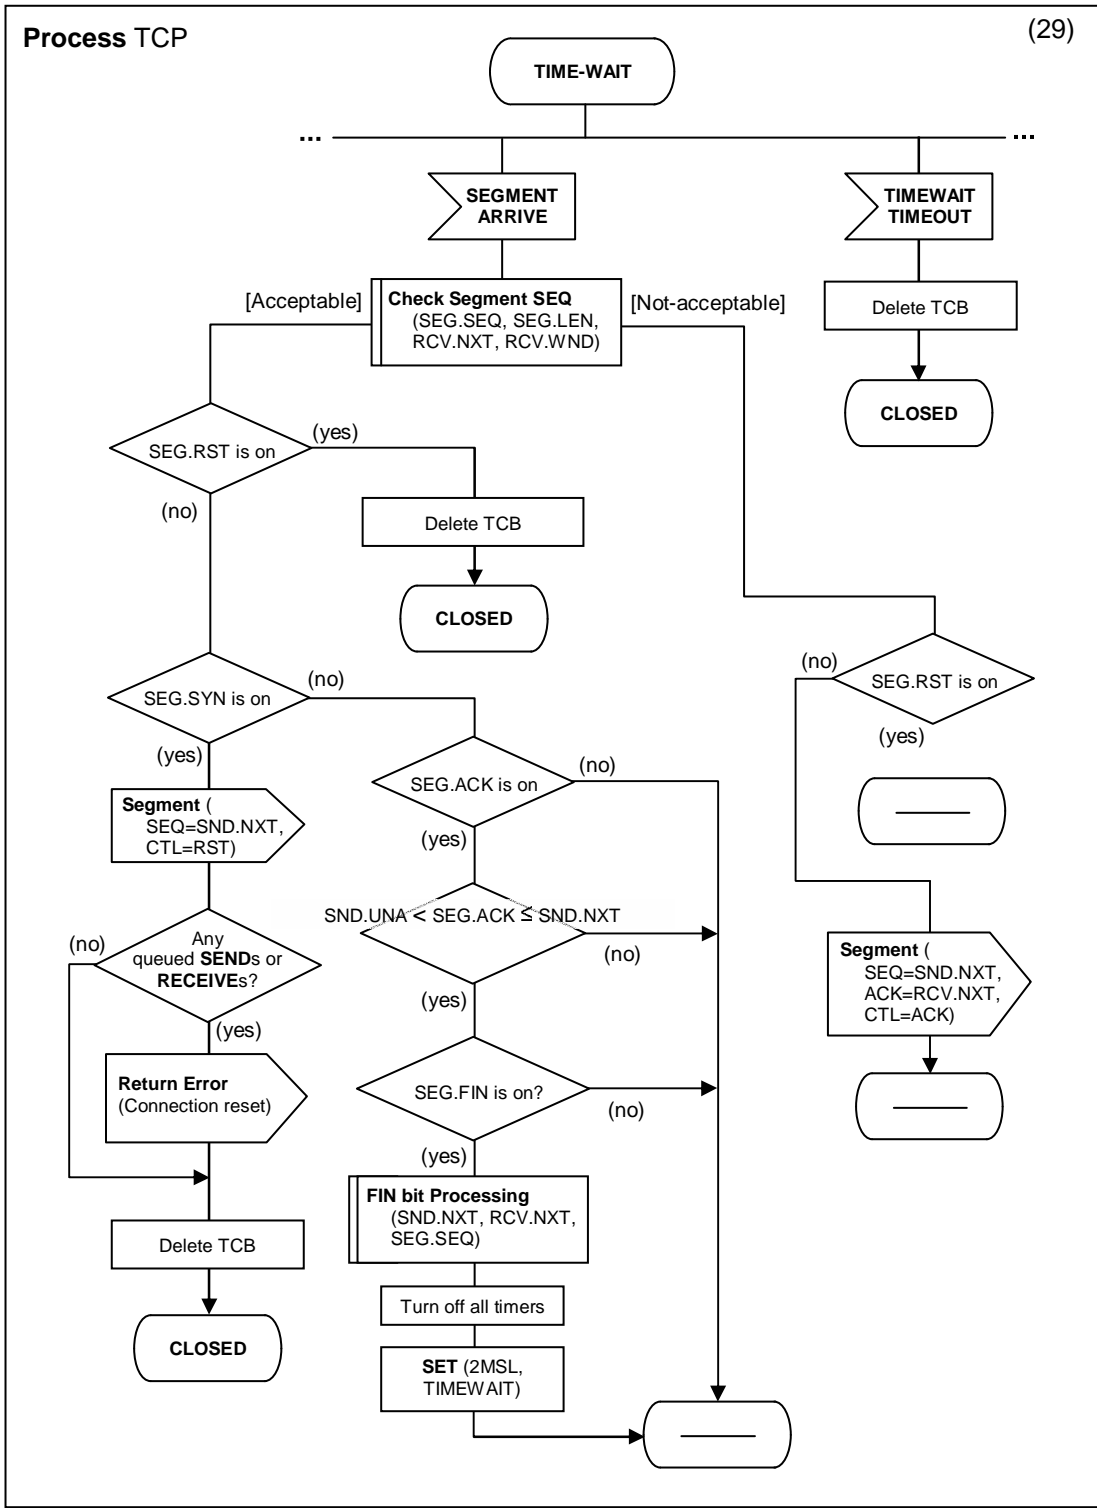 Process TCP
(29)
TIME-WAIT
...
...
SEGMENT
ARRIVE
TIMEWAIT
TIMEOUT
[Acceptable]
Check Segment SEQ
(SEG.SEQ, SEG.LEN,
RCV.NXT, RCV.WND)
[Not-acceptable]
Delete TCB
CLOSED
SEG.RST is on
(yes)
(no)
Delete TCB
CLOSED
SEG.SYN is on
(no)
(yes)
(no)
SEG.RST is on
(yes)
SEG.ACK is on
(no)
(yes)
Segment (
SEQ=SND.NXT,
CTL=RST)
SND.UNA < SEG.ACK ≤ SND.NXT
(no)
(yes)
(no)
Any
queued SENDs or
RECEIVEs?
(yes)
Segment (
SEQ=SND.NXT,
ACK=RCV.NXT,
CTL=ACK)
Return Error
(Connection reset)
SEG.FIN is on?
(no)
(yes)
FIN bit Processing
(SND.NXT, RCV.NXT,
SEG.SEQ)
Delete TCB
Turn off all timers
CLOSED
SET (2MSL,
TIMEWAIT)